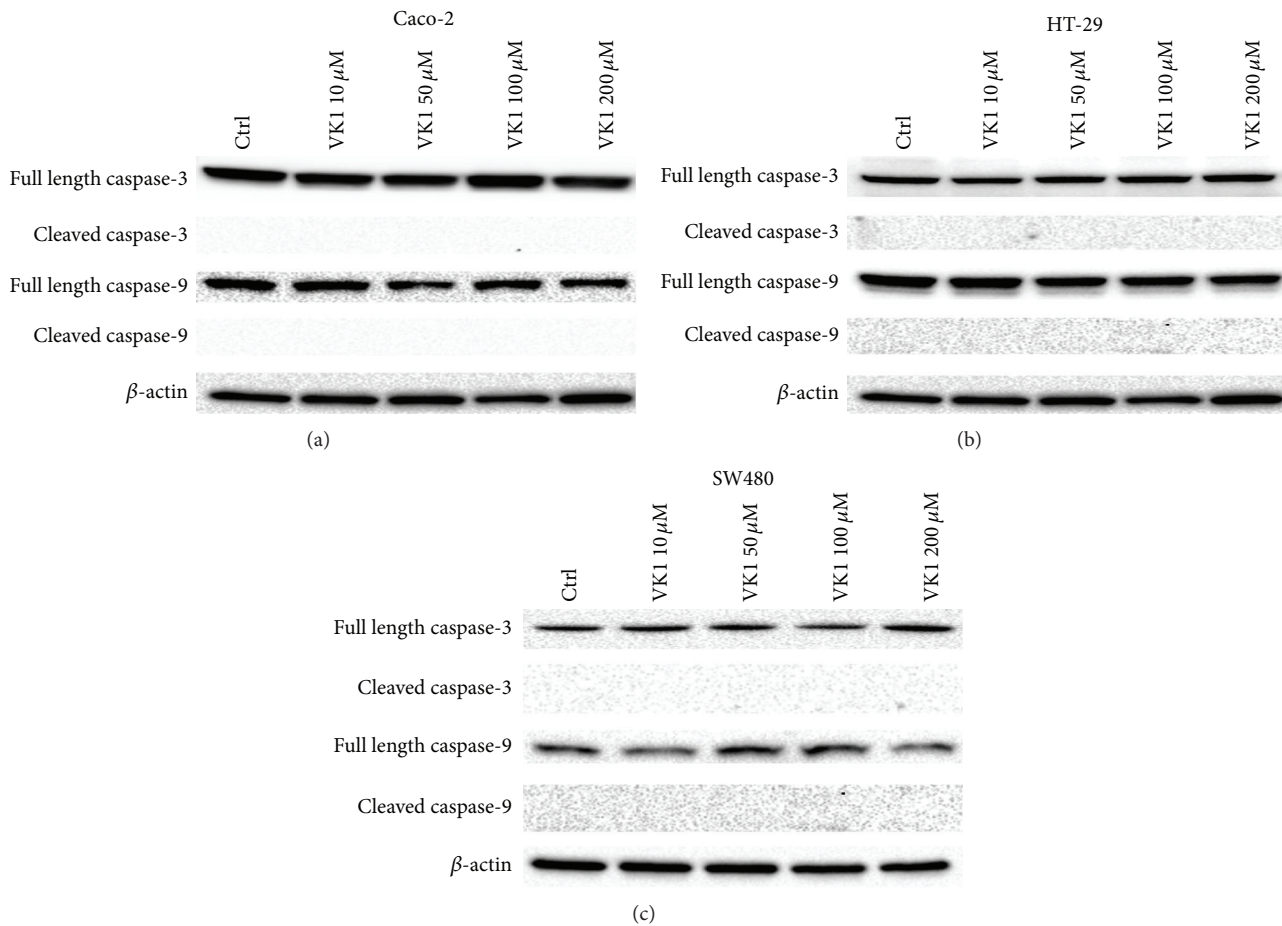 Caco-2
Ctrl
VK1 10 μM
VK1 50 μM
VK1 100 μM
VK1 200 μM
Full length caspase-3
Cleaved caspase-3
Full length caspase-9
Cleaved caspase-9
β-actin
(a)
HT-29
Ctrl
VK1 10 μM
VK1 50 μM
VK1 100 μM
VK1 200 μM
Full length caspase-3
Cleaved caspase-3
Full length caspase-9
Cleaved caspase-9
β-actin
(b)
SW480
Ctrl
VK1 10 μM
VK1 50 μM
VK1 100 μM
VK1 200 μM
Full length caspase-3
Cleaved caspase-3
Full length caspase-9
Cleaved caspase-9
β-actin
(c)